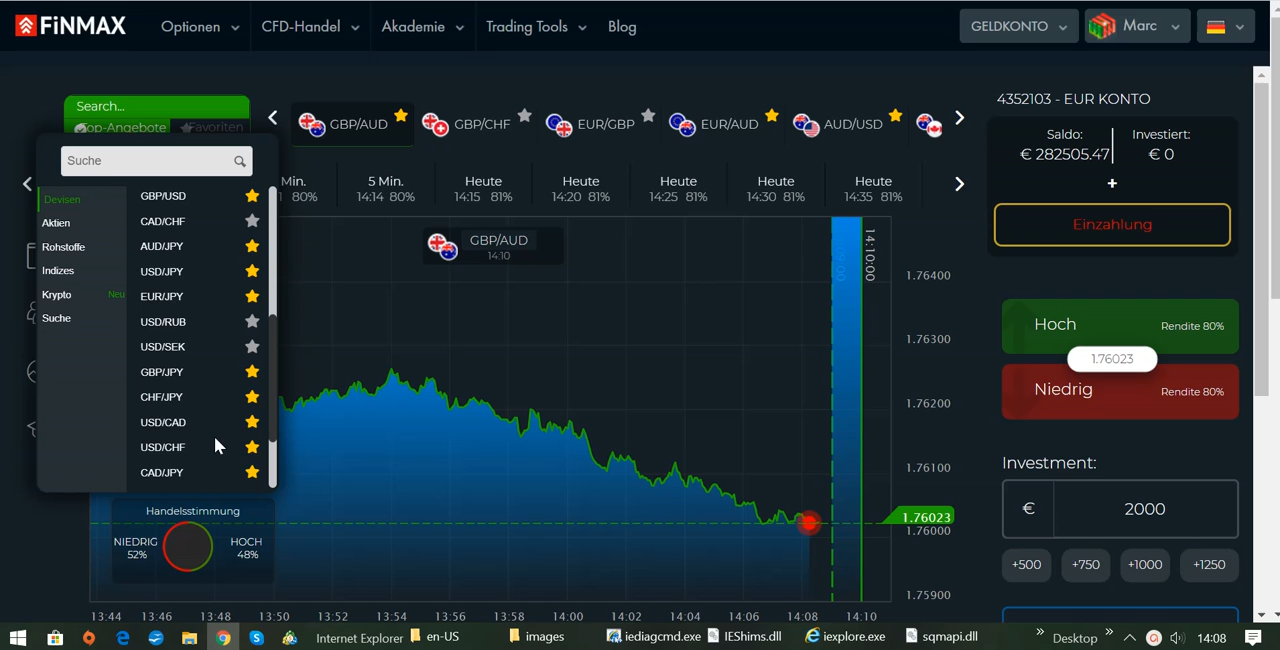 FiNMAX Optionen CFD-Handel Akademie Trading Tools Blog GELDKONTO Marc
Search...
Top-Angebote Favoriten
GBP/AUD GBP/CHF EUR/GBP EUR/AUD AUD/USD
4352103 - EUR KONTO
Saldo: Investiert:
€ 282505.47 € 0
+
Einzahlung
Suche
Min. 5 Min. Heute Heute Heute Heute Heute
80% 14:14 80% 14:15 81% 14:20 81% 14:25 81% 14:30 81% 14:35 81%
Devisen
Aktien
Rohstoffe
Indizes
Krypto Neu
Suche
GBP/USD
CAD/CHF
AUD/JPY
USD/JPY
EUR/JPY
USD/RUB
USD/SEK
GBP/JPY
CHF/JPY
USD/CAD
USD/CHF
CAD/JPY
GBP/AUD
14:10
14:10:00
1.76400
1.76300
1.76200
1.76100
1.76023
1.76000
1.75900
Hoch Rendite 80%
1.76023
Niedrig Rendite 80%
Investment:
€ 2000
+500 +750 +1000 +1250
Handelsstimmung
NIEDRIG HOCH
52% 48%
13:44 13:46 13:48 13:50 13:52 13:54 13:56 13:58 14:00 14:02 14:04 14:06 14:08 14:10
Internet Explorer en-US images iediagcmd.exe IEShims.dll iexplore.exe sqmapi.dll » Desktop » 14:08